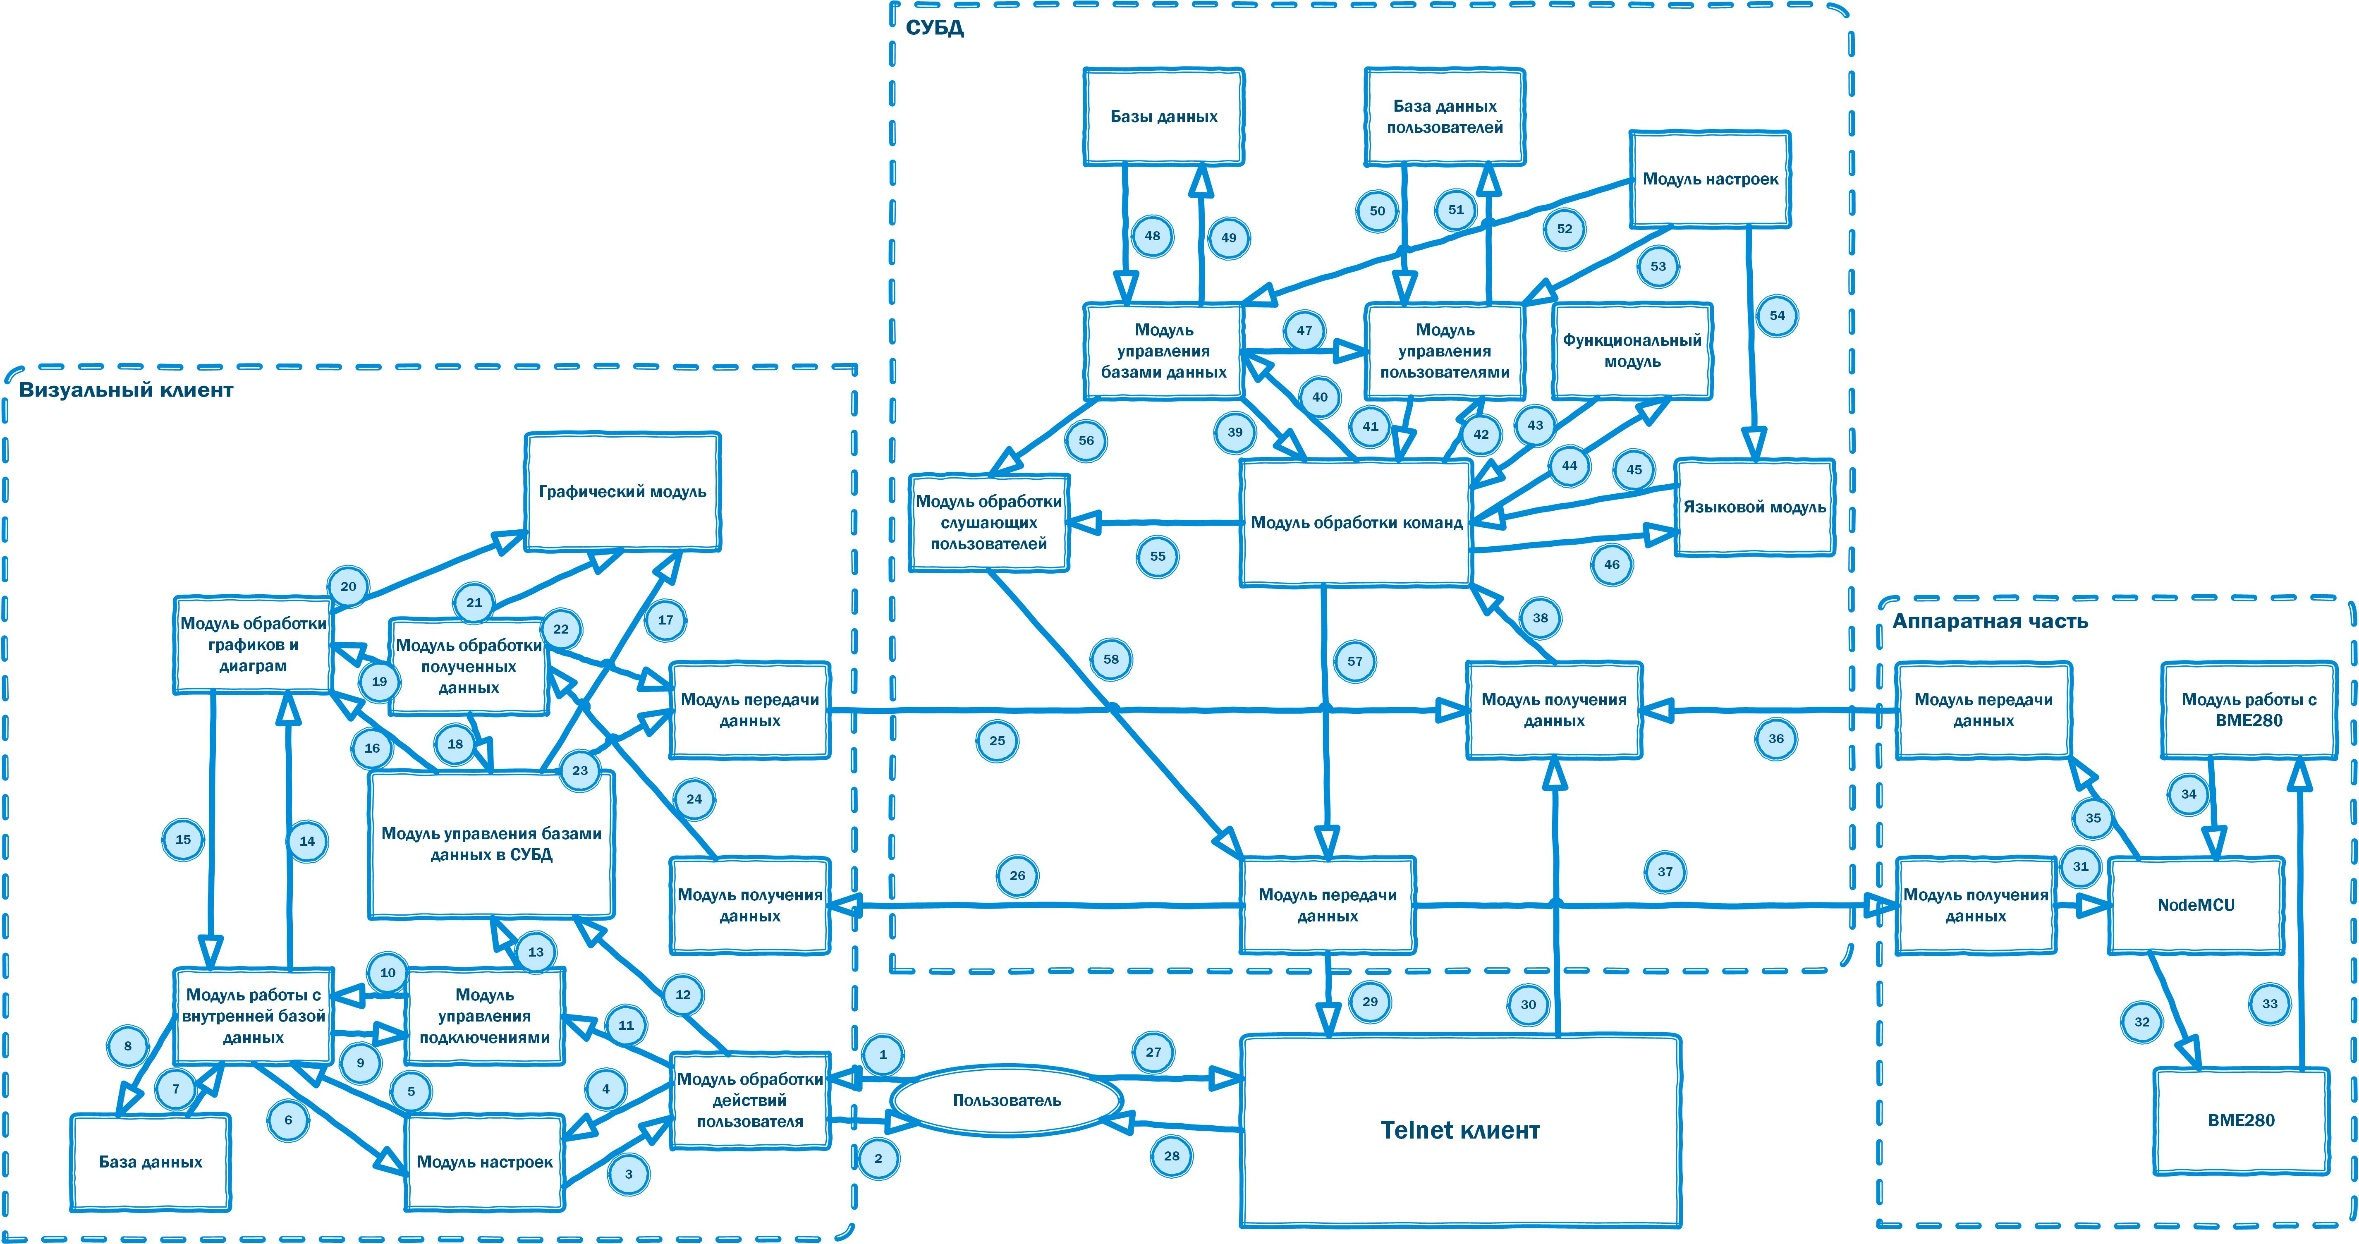 СУБД
Базы данных
База данных
пользователей
Модуль настроек
50
51
52
48
49
53
54
47
Модуль
управления
базами данных
Модуль
управления
пользователями
Функциональный
модуль
40
56
39
41
42
43
44
45
Модуль обработки
слушающих
пользователей
Модуль обработки команд
Языковой модуль
55
46
38
58
57
Модуль получения
данных
25
26
37
Модуль передачи
данных
Визуальный клиент
Графический модуль
20
21
22
17
Модуль обработки
графиков и
диаграм
Модуль обработки
полученных
данных
19
Модуль передачи
данных
16
18
23
24
15
14
Модуль управления базами
данных в СУБД
Модуль получения
данных
13
10
12
Модуль работы с
внутренней базой
данных
Модуль
управления
подключениями
11
8
9
7
5
4
6
Модуль обработки
действий
пользователя
База данных
Модуль настроек
3
1
2
Пользователь
27
28
29
30
Telnet клиент
Аппаратная часть
Модуль передачи
данных
Модуль работы с
BME280
36
34
35
31
Модуль получения
данных
NodeMCU
32
33
BME280